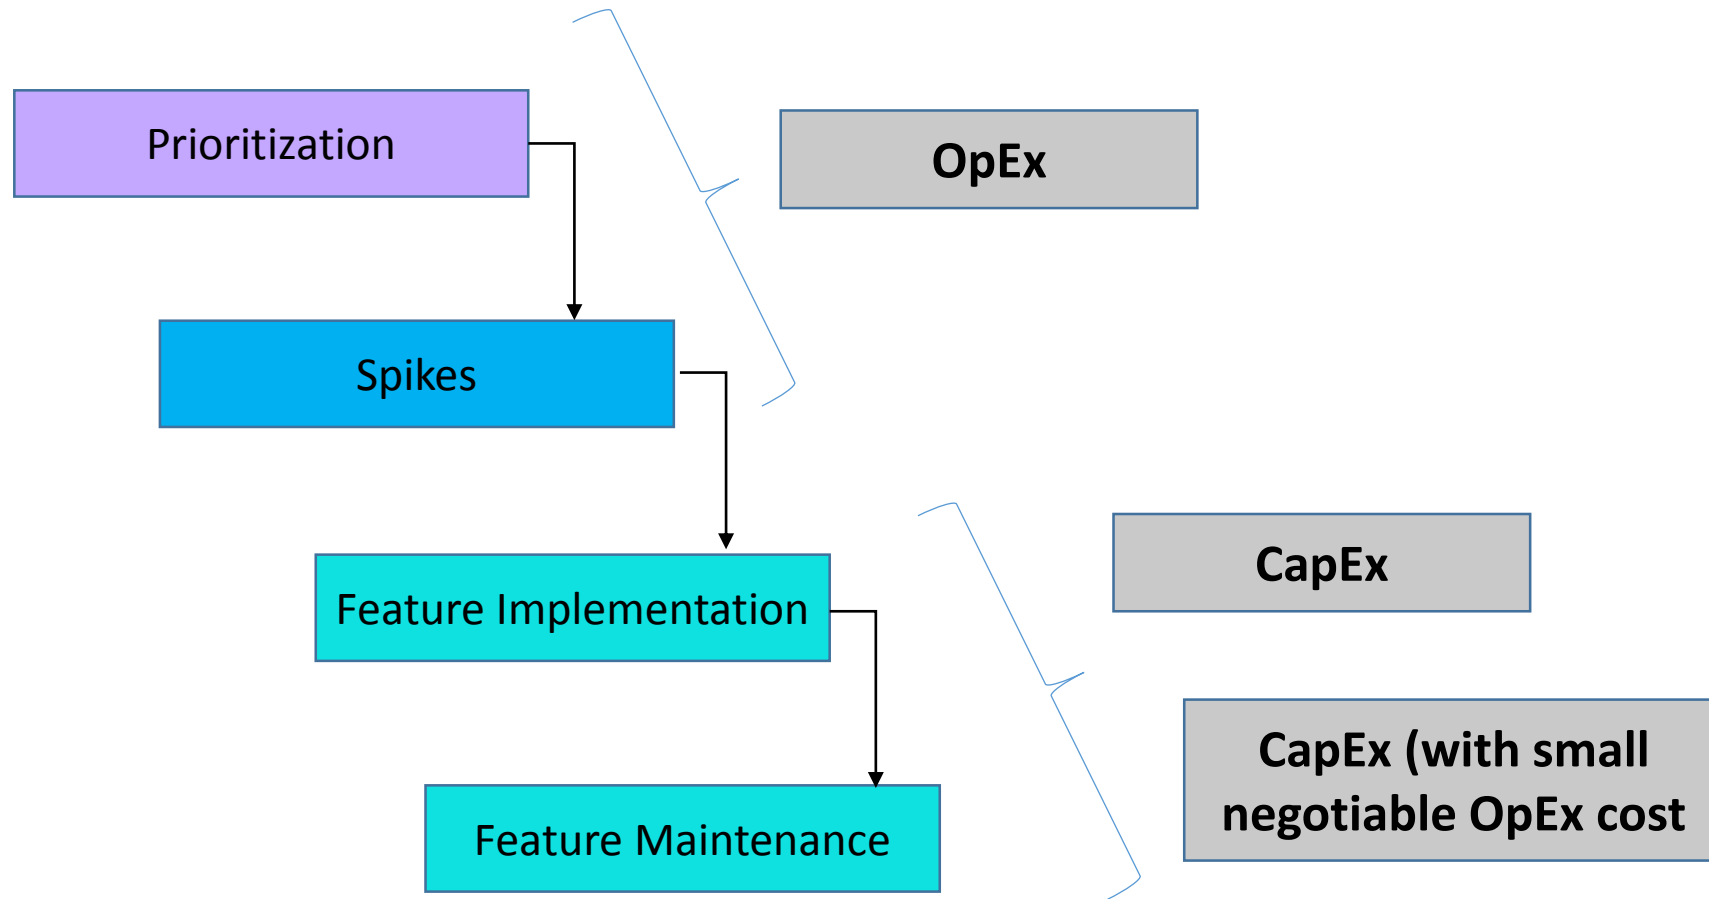 Prioritization
OpEx
Spikes
CapEx
Feature Implementation
CapEx (with small
negotiable OpEx cost
Feature Maintenance